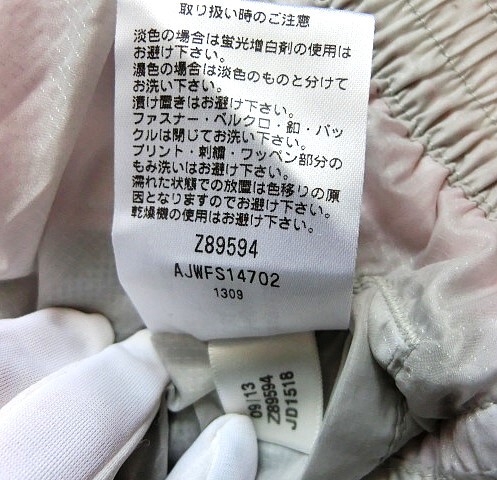 取り扱い時のご注意
淡色の場合は蛍光増白剤の使用は
お避け下さい。
濃色の場合は淡色のものと分けて
お洗い下さい。
漬け置きはお避け下さい。
ファスナー・ベルクロ・釦・バッ
クルは閉じてお洗い下さい。
プリント・刺繍・ワッペン部分の
もみ洗いはお避け下さい。
濡れた状態での放置は色移りの原
因となりますのでお避け下さい。
乾燥機の使用はお避け下さい。
Z89594
AJWFS14702
1309
09/13
Z89594
JD1518